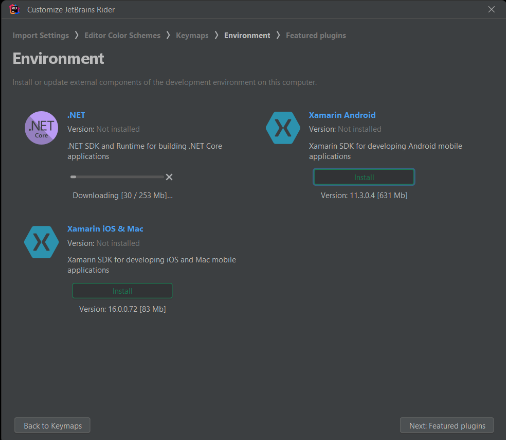 Customize JetBrains Rider
Import Settings > Editor Color Schemes > Keymaps > Environment > Featured plugins
Environment
Install or update external components of the development environment on this computer.
.NET
Core
.NET
Version: Not installed
.NET SDK and Runtime for building .NET Core
applications
Downloading [30 / 253 Mb]...
Xamarin Android
Version: Not installed
Xamarin SDK for developing Android mobile
applications
Install
Version: 11.3.0.4 [631 Mb]
Xamarin iOS & Mac
Version: Not installed
Xamarin SDK for developing iOS and Mac mobile
applications
Install
Version: 16.0.0.72 [83 Mb]
Back to Keymaps
Next: Featured plugins